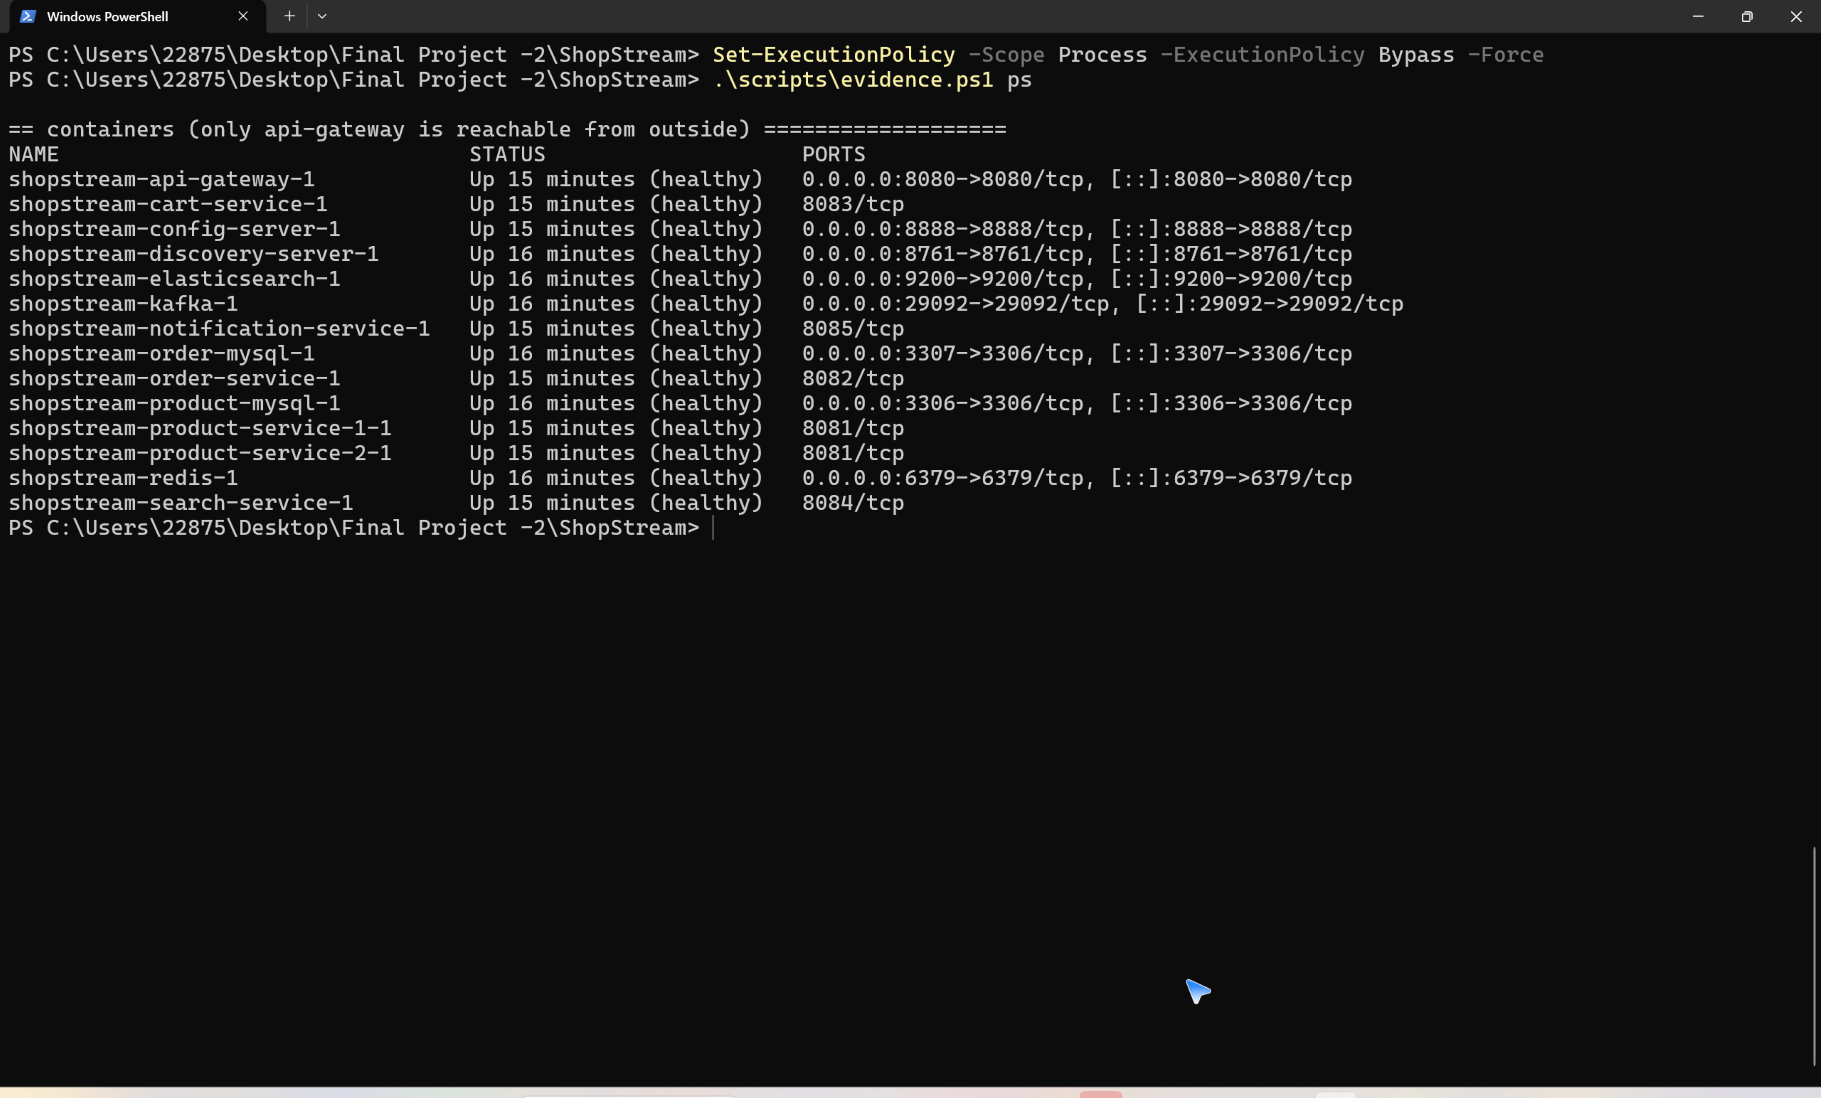 Windows PowerShell
PS C:\Users\22875\Desktop\Final Project -2\ShopStream> Set-ExecutionPolicy -Scope Process -ExecutionPolicy Bypass -Force
PS C:\Users\22875\Desktop\Final Project -2\ShopStream> .\scripts\evidence.ps1 ps
== containers (only api-gateway is reachable from outside) ===================
NAME STATUS PORTS
shopstream-api-gateway-1 Up 15 minutes (healthy) 0.0.0.0:8080->8080/tcp, [::]:8080->8080/tcp
shopstream-cart-service-1 Up 15 minutes (healthy) 8083/tcp
shopstream-config-server-1 Up 15 minutes (healthy) 0.0.0.0:8888->8888/tcp, [::]:8888->8888/tcp
shopstream-discovery-server-1 Up 16 minutes (healthy) 0.0.0.0:8761->8761/tcp, [::]:8761->8761/tcp
shopstream-elasticsearch-1 Up 16 minutes (healthy) 0.0.0.0:9200->9200/tcp, [::]:9200->9200/tcp
shopstream-kafka-1 Up 16 minutes (healthy) 0.0.0.0:29092->29092/tcp, [::]:29092->29092/tcp
shopstream-notification-service-1 Up 15 minutes (healthy) 8085/tcp
shopstream-order-mysql-1 Up 16 minutes (healthy) 0.0.0.0:3307->3306/tcp, [::]:3307->3306/tcp
shopstream-order-service-1 Up 15 minutes (healthy) 8082/tcp
shopstream-product-mysql-1 Up 16 minutes (healthy) 0.0.0.0:3306->3306/tcp, [::]:3306->3306/tcp
shopstream-product-service-1-1 Up 15 minutes (healthy) 8081/tcp
shopstream-product-service-2-1 Up 15 minutes (healthy) 8081/tcp
shopstream-redis-1 Up 16 minutes (healthy) 0.0.0.0:6379->6379/tcp, [::]:6379->6379/tcp
shopstream-search-service-1 Up 15 minutes (healthy) 8084/tcp
PS C:\Users\22875\Desktop\Final Project -2\ShopStream>